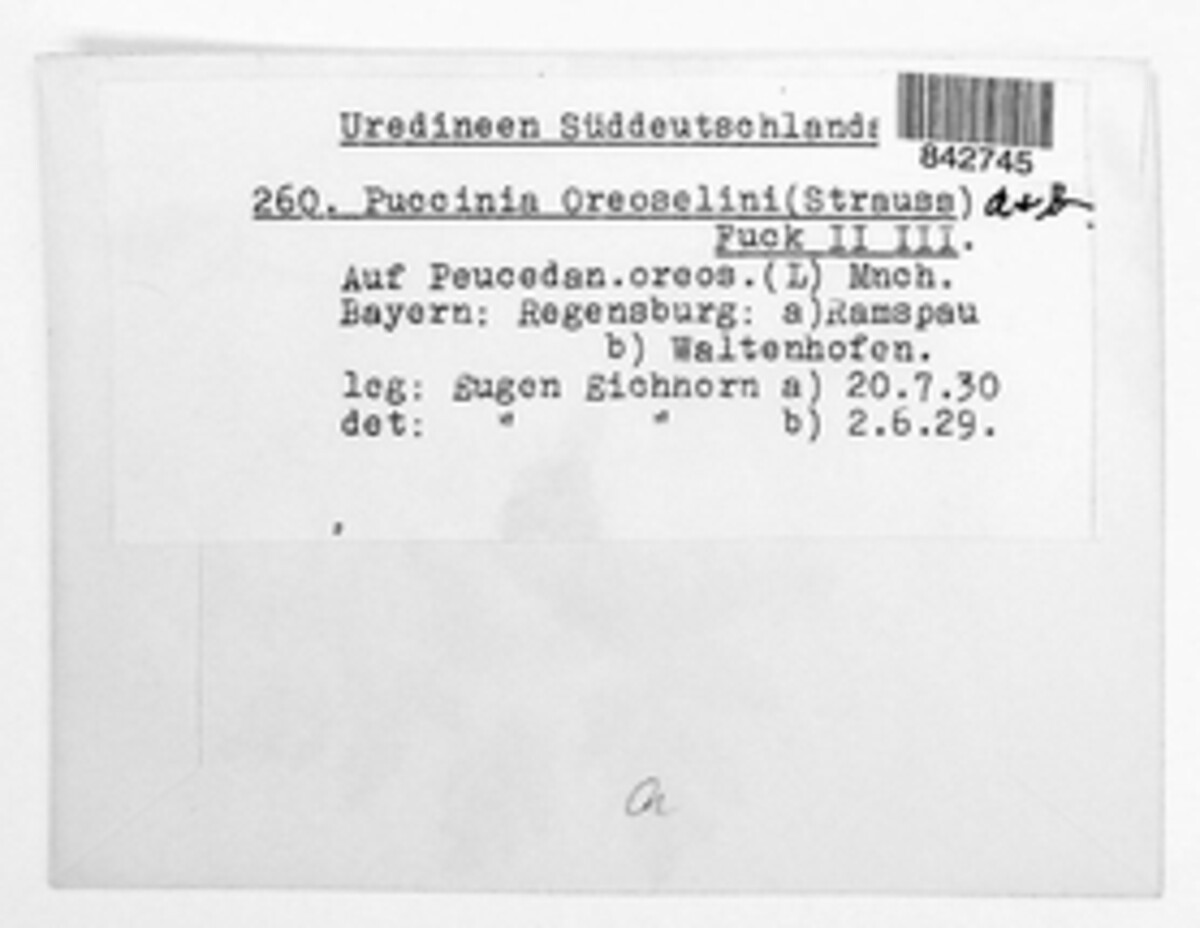 Uredineen Süddeutschlands
842745
260. Puccinia Oreoselini(Strauss) a+b.
Fuck II III.
Auf Peucedan.oreos.(L) Mnch.
Bayern: Regensburg: a)Ramspau
b) Waltenhofen.
leg: Eugen Eichhorn a) 20.7.30
det: " " b) 2.6.29.